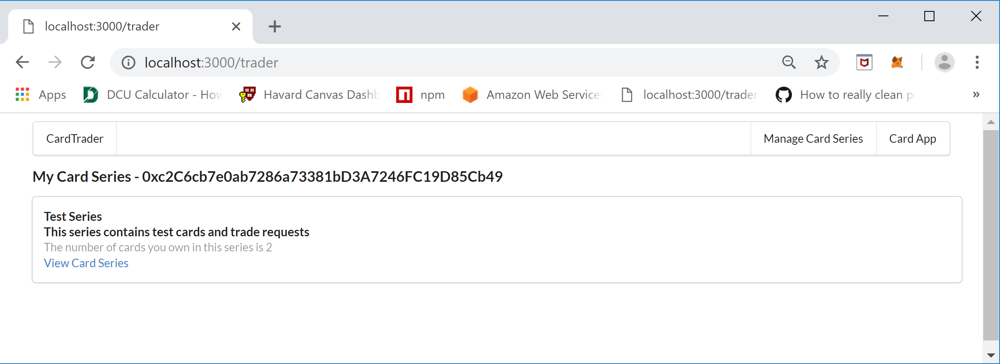 localhost:3000/trader
localhost:3000/trader
Apps DCU Calculator - How Havard Canvas Dashb npm Amazon Web Services localhost:3000/trader How to really clean p
CardTrader Manage Card Series Card App
My Card Series - 0xc2C6cb7e0ab7286a73381bD3A7246FC19D85Cb49
Test Series
This series contains test cards and trade requests
The number of cards you own in this series is 2
View Card Series